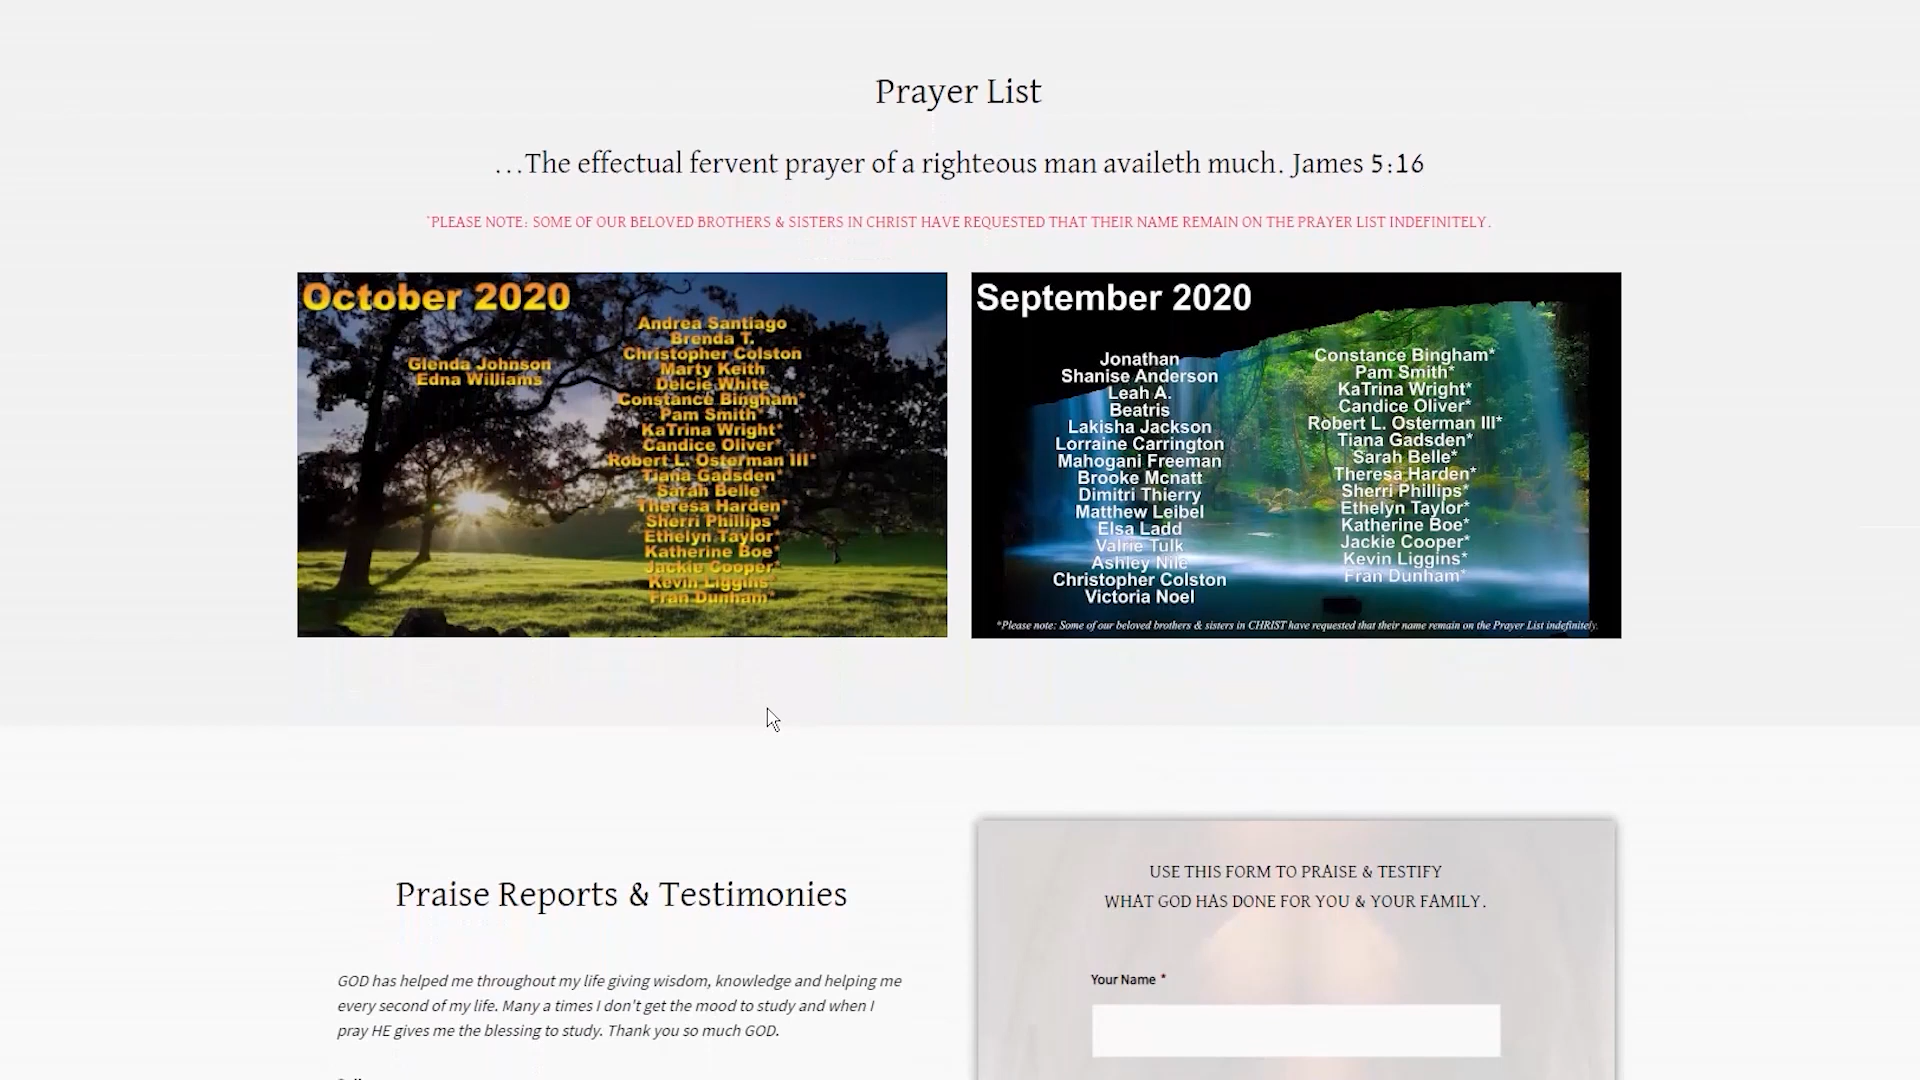 Prayer List
...The effectual fervent prayer of a righteous man availeth much. James 5:16
*PLEASE NOTE: SOME OF OUR BELOVED BROTHERS & SISTERS IN CHRIST HAVE REQUESTED THAT THEIR NAME REMAIN ON THE PRAYER LIST INDEFINITELY.
October 2020
Glenda Johnson
Edna Williams
Andrea Santiago
Brenda T.
Christopher Colston
Marty Keith
Delcie White
Constance Bingham*
Pam Smith*
KaTrina Wright*
Candice Oliver*
Robert L. Osterman III*
Tiana Gadsden*
Sarah Belle*
Theresa Harden*
Sherri Phillips*
Ethelyn Taylor*
Katherine Boe*
Jackie Cooper*
Kevin Liggins*
Fran Dunham*
September 2020
Jonathan
Shanise Anderson
Leah A.
Beatris
Lakisha Jackson
Lorraine Carrington
Mahogani Freeman
Brooke Mcnatt
Dimitri Thierry
Matthew Leibel
Elsa Ladd
Valrie Tulk
Ashley Nile
Christopher Colston
Victoria Noel
Constance Bingham*
Pam Smith*
KaTrina Wright*
Candice Oliver*
Robert L. Osterman III*
Tiana Gadsden*
Sarah Belle*
Theresa Harden*
Sherri Phillips*
Ethelyn Taylor*
Katherine Boe*
Jackie Cooper*
Kevin Liggins*
Fran Dunham*
*Please note: Some of our beloved brothers & sisters in CHRIST have requested that their name remain on the Prayer List indefinitely.
Praise Reports & Testimonies
GOD has helped me throughout my life giving wisdom, knowledge and helping me
every second of my life. Many a times I don't get the mood to study and when I
pray HE gives me the blessing to study. Thank you so much GOD.
USE THIS FORM TO PRAISE & TESTIFY
WHAT GOD HAS DONE FOR YOU & YOUR FAMILY.
Your Name *